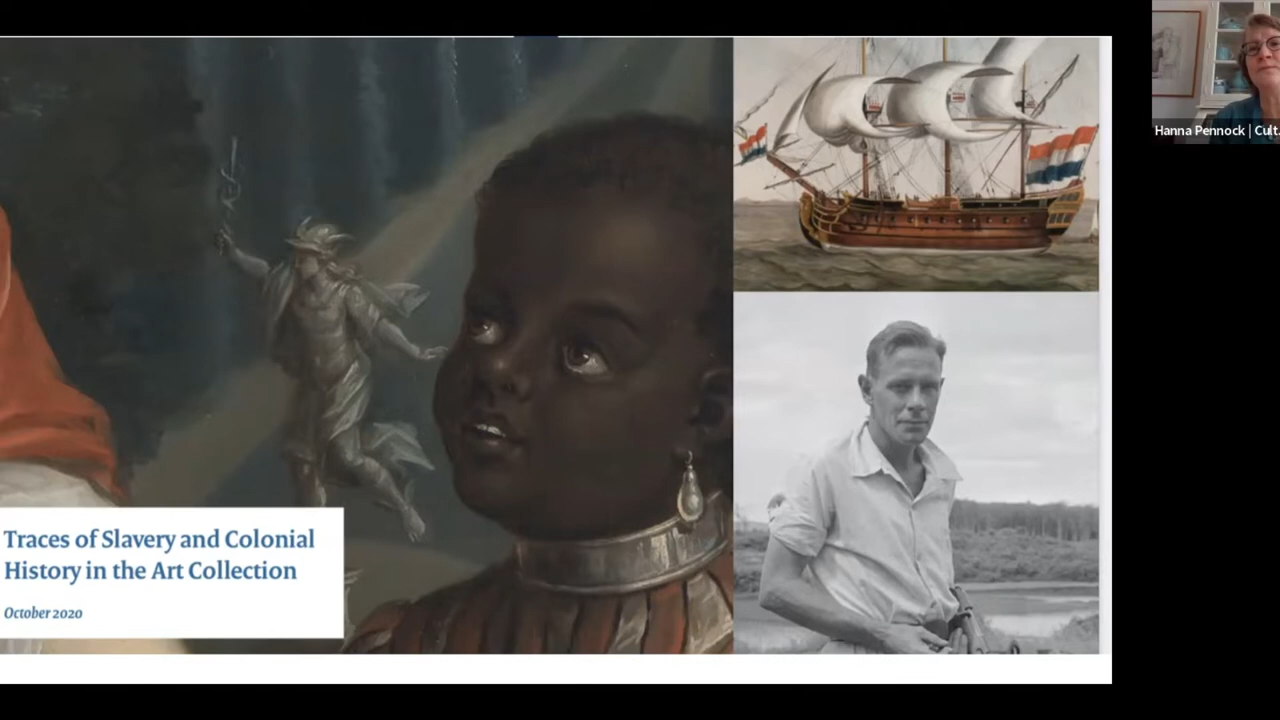 Traces of Slavery and Colonial
History in the Art Collection
October 2020
Hanna Pennock | Cult.